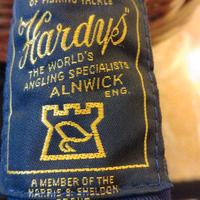 OF FISHING TACKLE
"Hardys"
THE WORLD'S
ANGLING SPECIALISTS
ALNWICK
ENG.
A MEMBER OF THE
HARRIS & SHELDON